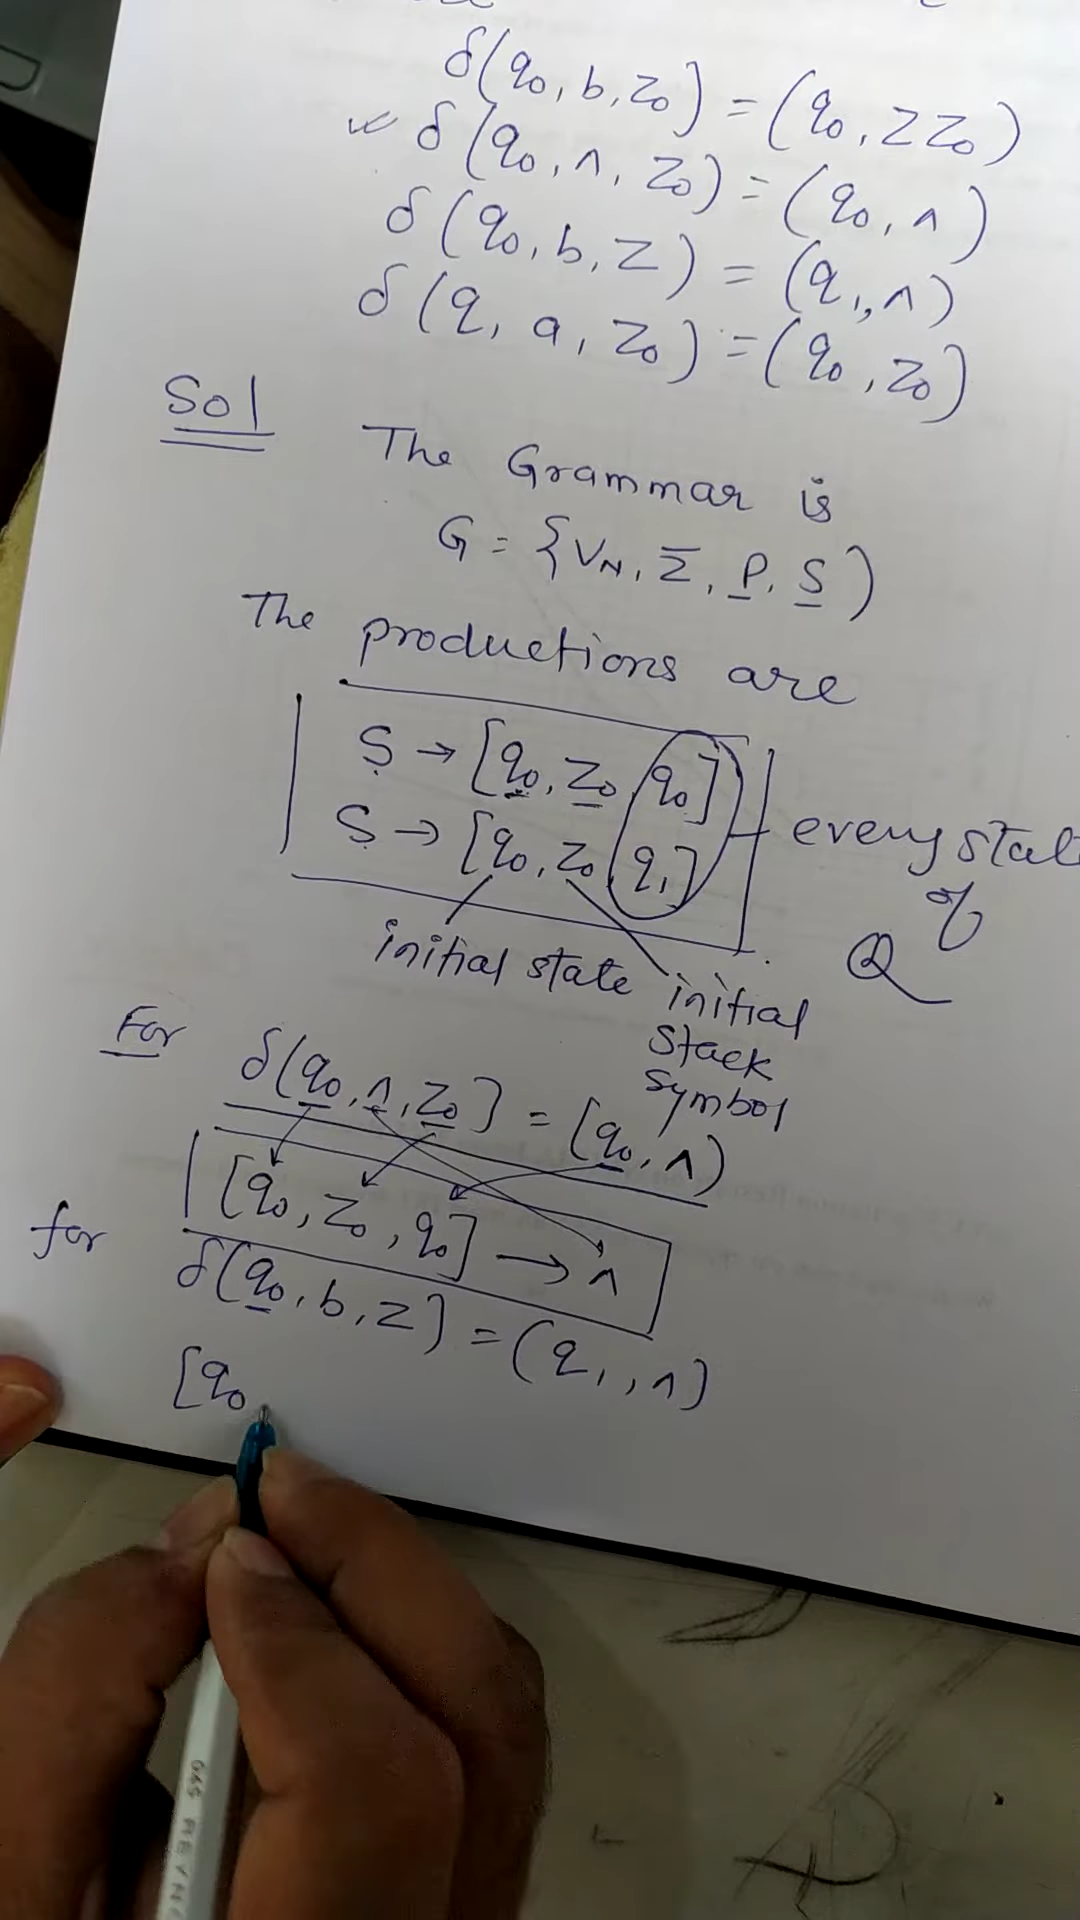 δ(q₀, b, z₀) = (q₀, zz₀)
δ(q₀, ∧, z₀) = (q₀, ∧)
δ(q₀, b, z) = (q₁, ∧)
δ(q, a, z₀) = (q₀, z₀)
Sol
The Grammar is
G = {V_N, Σ, P, S)
The productions are
S → [q₀, z₀, q₀]
S → [q₀, z₀, q₁]
every stat
of
Q
initial state
initial
stack
symbol
For
δ(q₀, ∧, z₀) = (q₀, ∧)
[q₀, z₀, q₀] → ∧
for
δ(q₀, b, z) = (q₁, ∧)
[q₀,